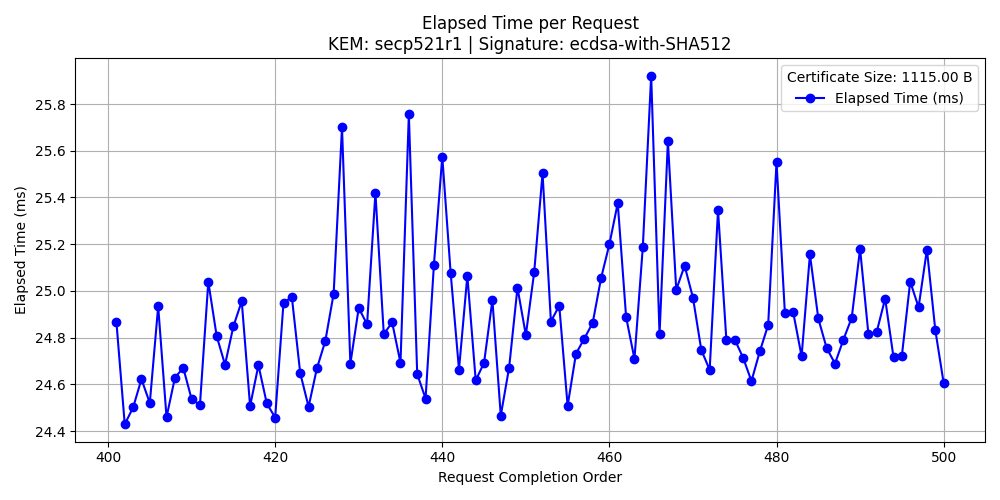 Elapsed Time per Request
KEM: secp521r1 | Signature: ecdsa-with-SHA512
Certificate Size: 1115.00 B
Elapsed Time (ms)
Elapsed Time (ms)
25.8
25.6
25.4
25.2
25.0
24.8
24.6
24.4
400 420 440 460 480 500
Request Completion Order